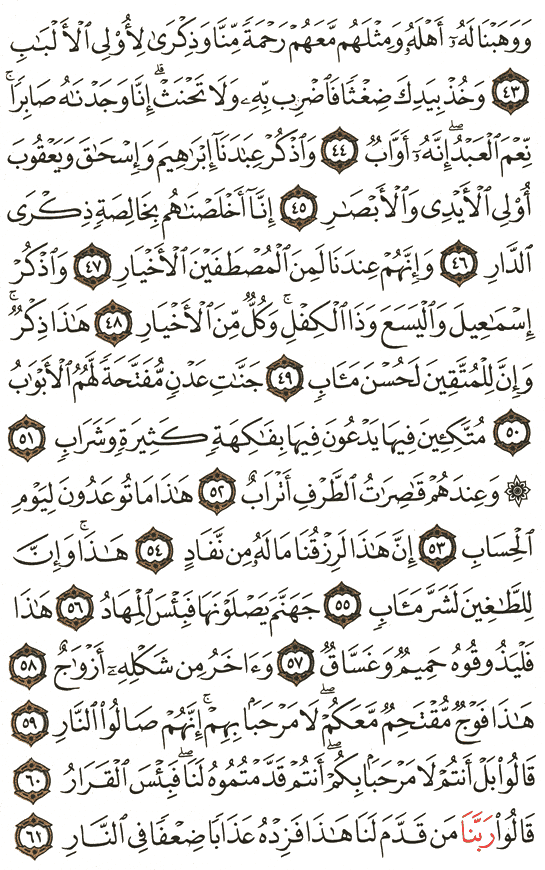 وَوَهَبْنَا لَهُۥٓ أَهْلَهُۥ وَمِثْلَهُم مَّعَهُمْ رَحْمَةً مِّنَّا وَذِكْرَىٰ لِأُو۟لِى ٱلْأَلْبَٰبِ
٤٣ وَخُذْ بِيَدِكَ ضِغْثًا فَٱضْرِب بِّهِۦ وَلَا تَحْنَثْ ۗ إِنَّا وَجَدْنَٰهُ صَابِرًا ۚ
نِّعْمَ ٱلْعَبْدُ ۖ إِنَّهُۥٓ أَوَّابٌ ٤٤ وَٱذْكُرْ عِبَٰدَنَآ إِبْرَٰهِيمَ وَإِسْحَٰقَ وَيَعْقُوبَ
أُو۟لِى ٱلْأَيْدِى وَٱلْأَبْصَٰرِ ٤٥ إِنَّآ أَخْلَصْنَٰهُم بِخَالِصَةٍ ذِكْرَى
ٱلدَّارِ ٤٦ وَإِنَّهُمْ عِندَنَا لَمِنَ ٱلْمُصْطَفَيْنَ ٱلْأَخْيَارِ ٤٧ وَٱذْكُرْ
إِسْمَٰعِيلَ وَٱلْيَسَعَ وَذَا ٱلْكِفْلِ ۖ وَكُلٌّ مِّنَ ٱلْأَخْيَارِ ٤٨ هَٰذَا ذِكْرٌ ۚ
وَإِنَّ لِلْمُتَّقِينَ لَحُسْنَ مَـَٔابٍ ٤٩ جَنَّٰتِ عَدْنٍ مُّفَتَّحَةً لَّهُمُ ٱلْأَبْوَٰبُ
٥٠ مُتَّكِـِٔينَ فِيهَا يَدْعُونَ فِيهَا بِفَٰكِهَةٍ كَثِيرَةٍ وَشَرَابٍ ٥١
۞ وَعِندَهُمْ قَٰصِرَٰتُ ٱلطَّرْفِ أَتْرَابٌ ٥٢ هَٰذَا مَا تُوعَدُونَ لِيَوْمِ
ٱلْحِسَابِ ٥٣ إِنَّ هَٰذَا لَرِزْقُنَا مَا لَهُۥ مِن نَّفَادٍ ٥٤ هَٰذَا ۚ وَإِنَّ
لِلطَّٰغِينَ لَشَرَّ مَـَٔابٍ ٥٥ جَهَنَّمَ يَصْلَوْنَهَا فَبِئْسَ ٱلْمِهَادُ ٥٦ هَٰذَا
فَلْيَذُوقُوهُ حَمِيمٌ وَغَسَّاقٌ ٥٧ وَءَاخَرُ مِن شَكْلِهِۦٓ أَزْوَٰجٌ ٥٨
هَٰذَا فَوْجٌ مُّقْتَحِمٌ مَّعَكُمْ ۖ لَا مَرْحَبًۢا بِهِمْ ۚ إِنَّهُمْ صَالُوا۟ ٱلنَّارِ ٥٩
قَالُوا۟ بَلْ أَنتُمْ لَا مَرْحَبًۢا بِكُمْ ۖ أَنتُمْ قَدَّمْتُمُوهُ لَنَا ۖ فَبِئْسَ ٱلْقَرَارُ ٦٠
قَالُوا۟ رَبَّنَا مَن قَدَّمَ لَنَا هَٰذَا فَزِدْهُ عَذَابًا ضِعْفًا فِى ٱلنَّارِ ٦١